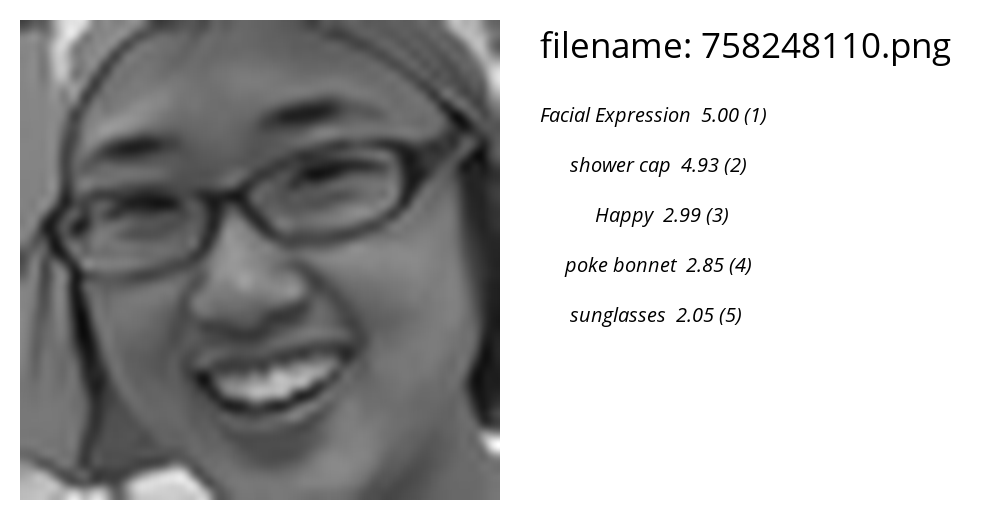 filename: 758248110.png
Facial Expression 5.00 (1)
shower cap 4.93 (2)
Happy 2.99 (3)
poke bonnet 2.85 (4)
sunglasses 2.05 (5)